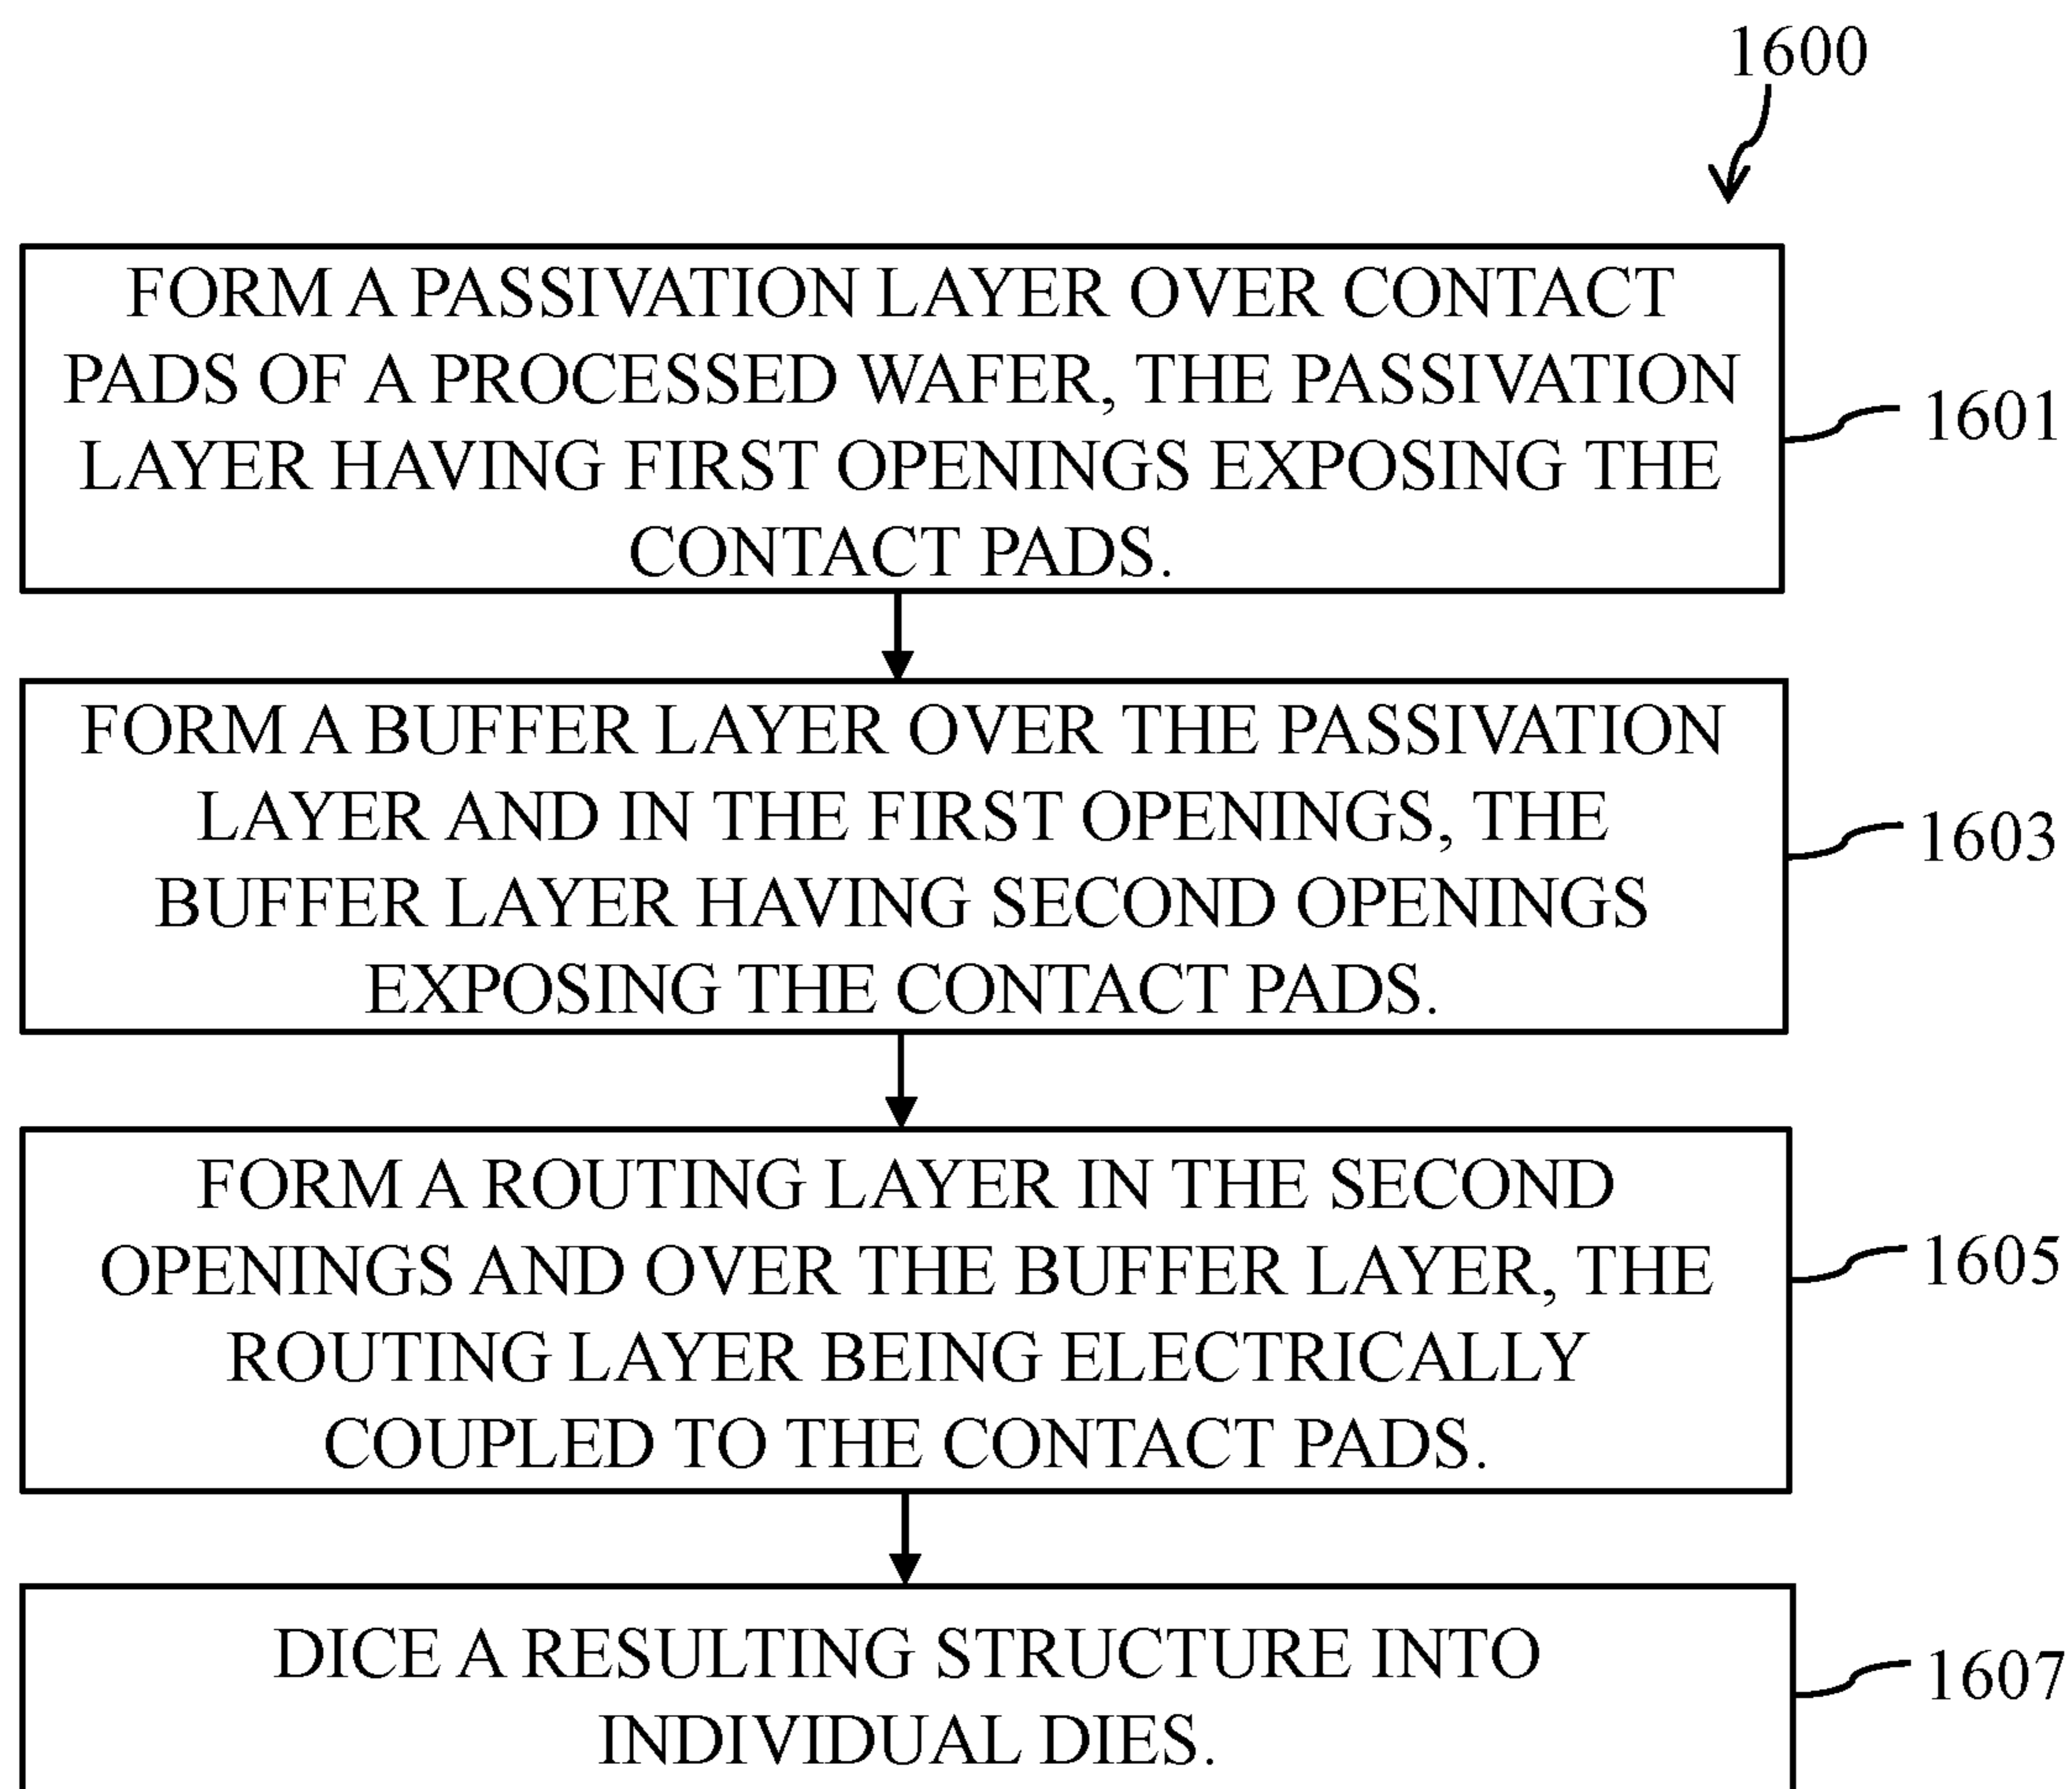 1600
FORM A PASSIVATION LAYER OVER CONTACT
PADS OF A PROCESSED WAFER, THE PASSIVATION
LAYER HAVING FIRST OPENINGS EXPOSING THE
CONTACT PADS.
1601
FORM A BUFFER LAYER OVER THE PASSIVATION
LAYER AND IN THE FIRST OPENINGS, THE
BUFFER LAYER HAVING SECOND OPENINGS
EXPOSING THE CONTACT PADS.
1603
FORM A ROUTING LAYER IN THE SECOND
OPENINGS AND OVER THE BUFFER LAYER, THE
ROUTING LAYER BEING ELECTRICALLY
COUPLED TO THE CONTACT PADS.
1605
DICE A RESULTING STRUCTURE INTO
INDIVIDUAL DIES.
1607